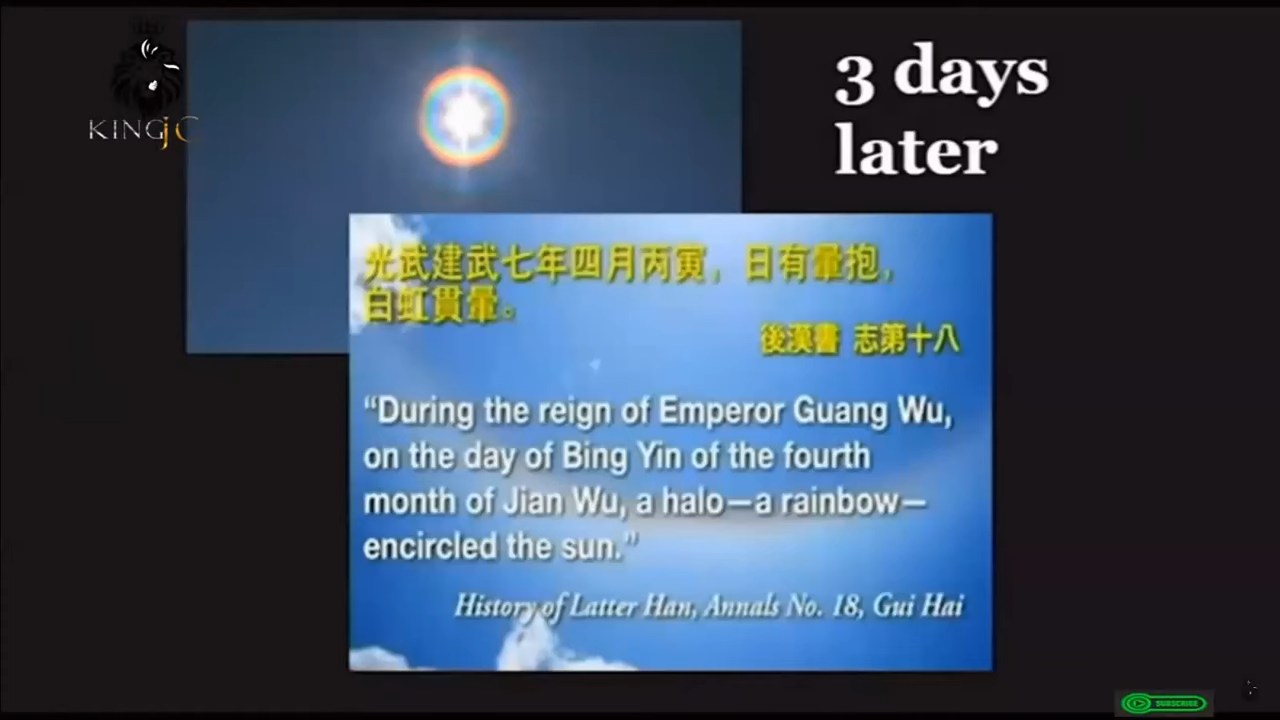 KINGJC
3 days
later
光武建武七年四月丙寅，日有暈抱，
白虹貫暈。
後漢書 志第十八
“During the reign of Emperor Guang Wu,
on the day of Bing Yin of the fourth
month of Jian Wu, a halo—a rainbow—
encircled the sun.”
History of Latter Han, Annals No. 18, Gui Hai
SUBSCRIBE